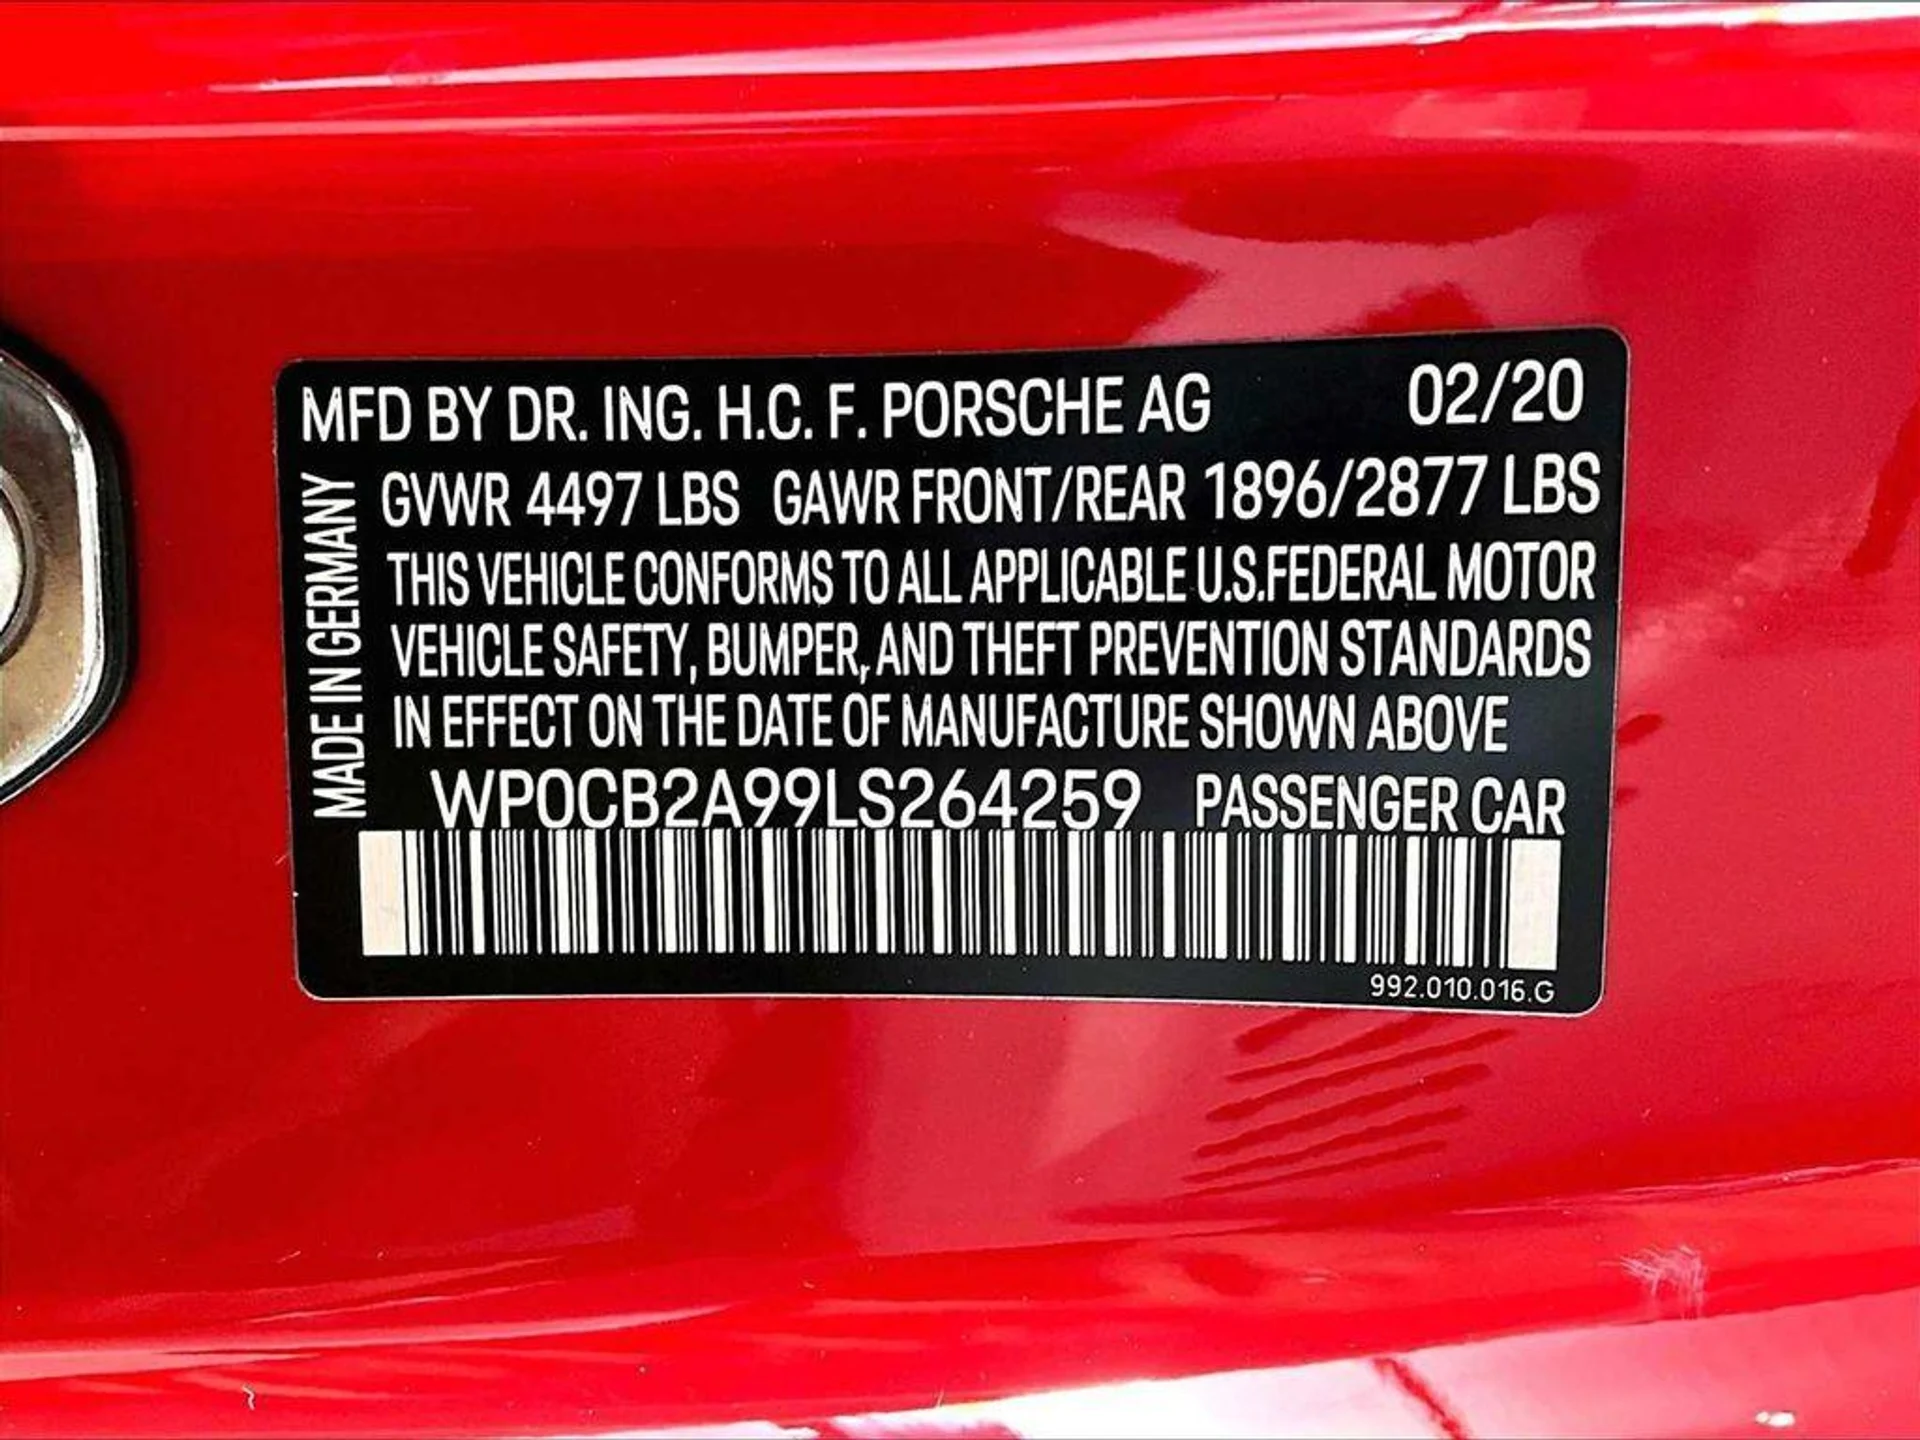 MFD BY DR. ING. H.C. F. PORSCHE AG 02/20
MADE IN GERMANY
GVWR 4497 LBS GAWR FRONT/REAR 1896/2877 LBS
THIS VEHICLE CONFORMS TO ALL APPLICABLE U.S.FEDERAL MOTOR
VEHICLE SAFETY, BUMPER, AND THEFT PREVENTION STANDARDS
IN EFFECT ON THE DATE OF MANUFACTURE SHOWN ABOVE
WP0CB2A99LS264259 PASSENGER CAR
992.010.016.G